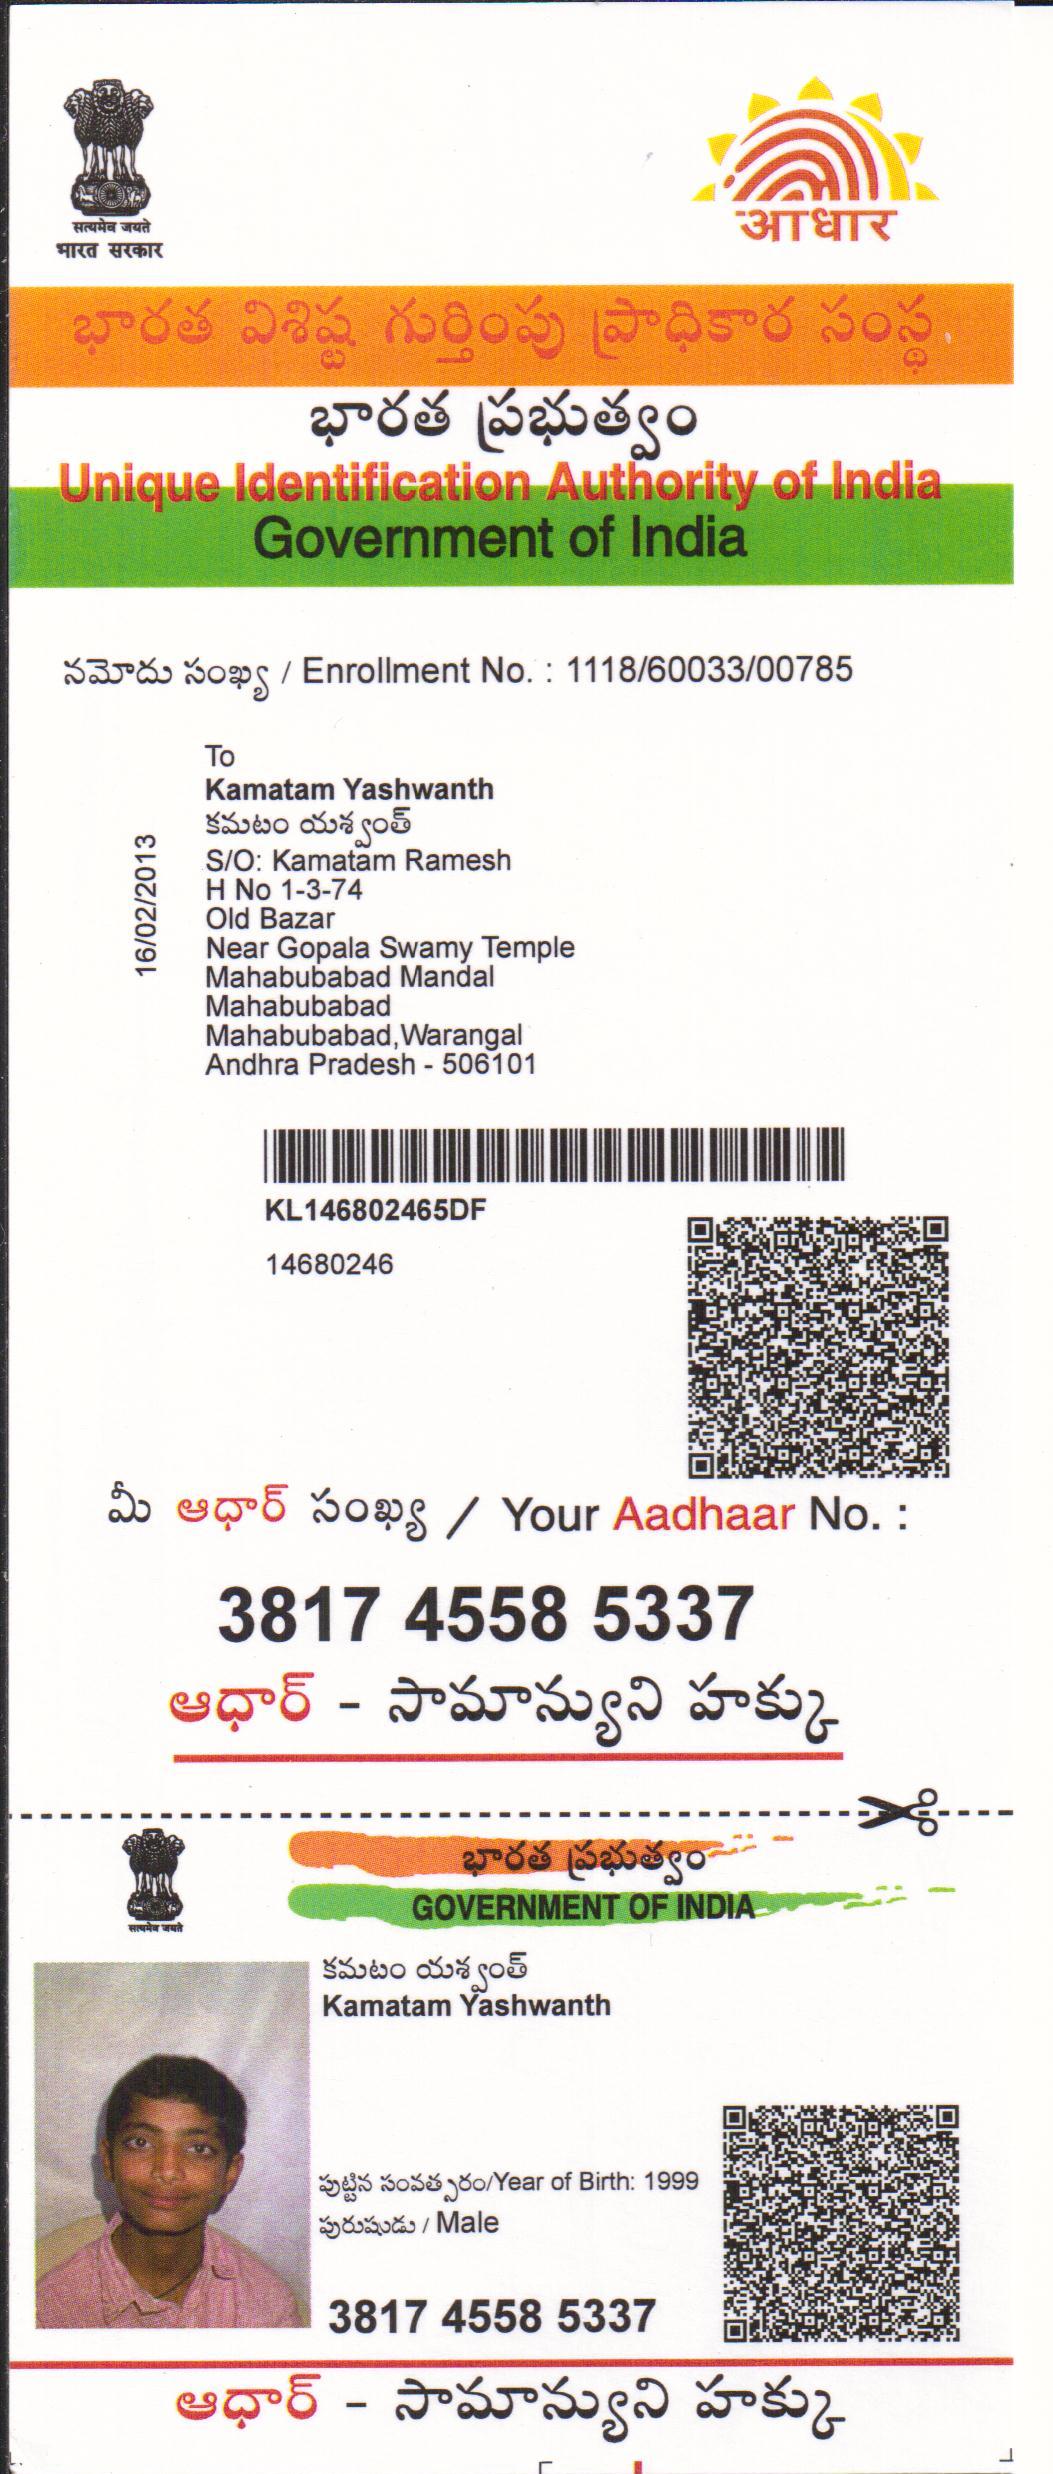 सत्यमेव जयते
भारत सरकार
आधार
భారత విశిష్ట గుర్తింపు ప్రాధికార సంస్థ
భారత ప్రభుత్వం
Unique Identification Authority of India
Government of India
నమోదు సంఖ్య / Enrollment No. : 1118/60033/00785
16/02/2013
To
Kamatam Yashwanth
కమటం యశ్వంత్
S/O: Kamatam Ramesh
H No 1-3-74
Old Bazar
Near Gopala Swamy Temple
Mahabubabad Mandal
Mahabubabad
Mahabubabad,Warangal
Andhra Pradesh - 506101
KL146802465DF
14680246
మీ ఆధార్ సంఖ్య / Your Aadhaar No. :
3817 4558 5337
ఆధార్ - సామాన్యుని హక్కు
सत्यमेव जयते
భారత ప్రభుత్వం
GOVERNMENT OF INDIA
కమటం యశ్వంత్
Kamatam Yashwanth
పుట్టిన సంవత్సరం/Year of Birth: 1999
పురుషుడు / Male
3817 4558 5337
ఆధార్ - సామాన్యుని హక్కు